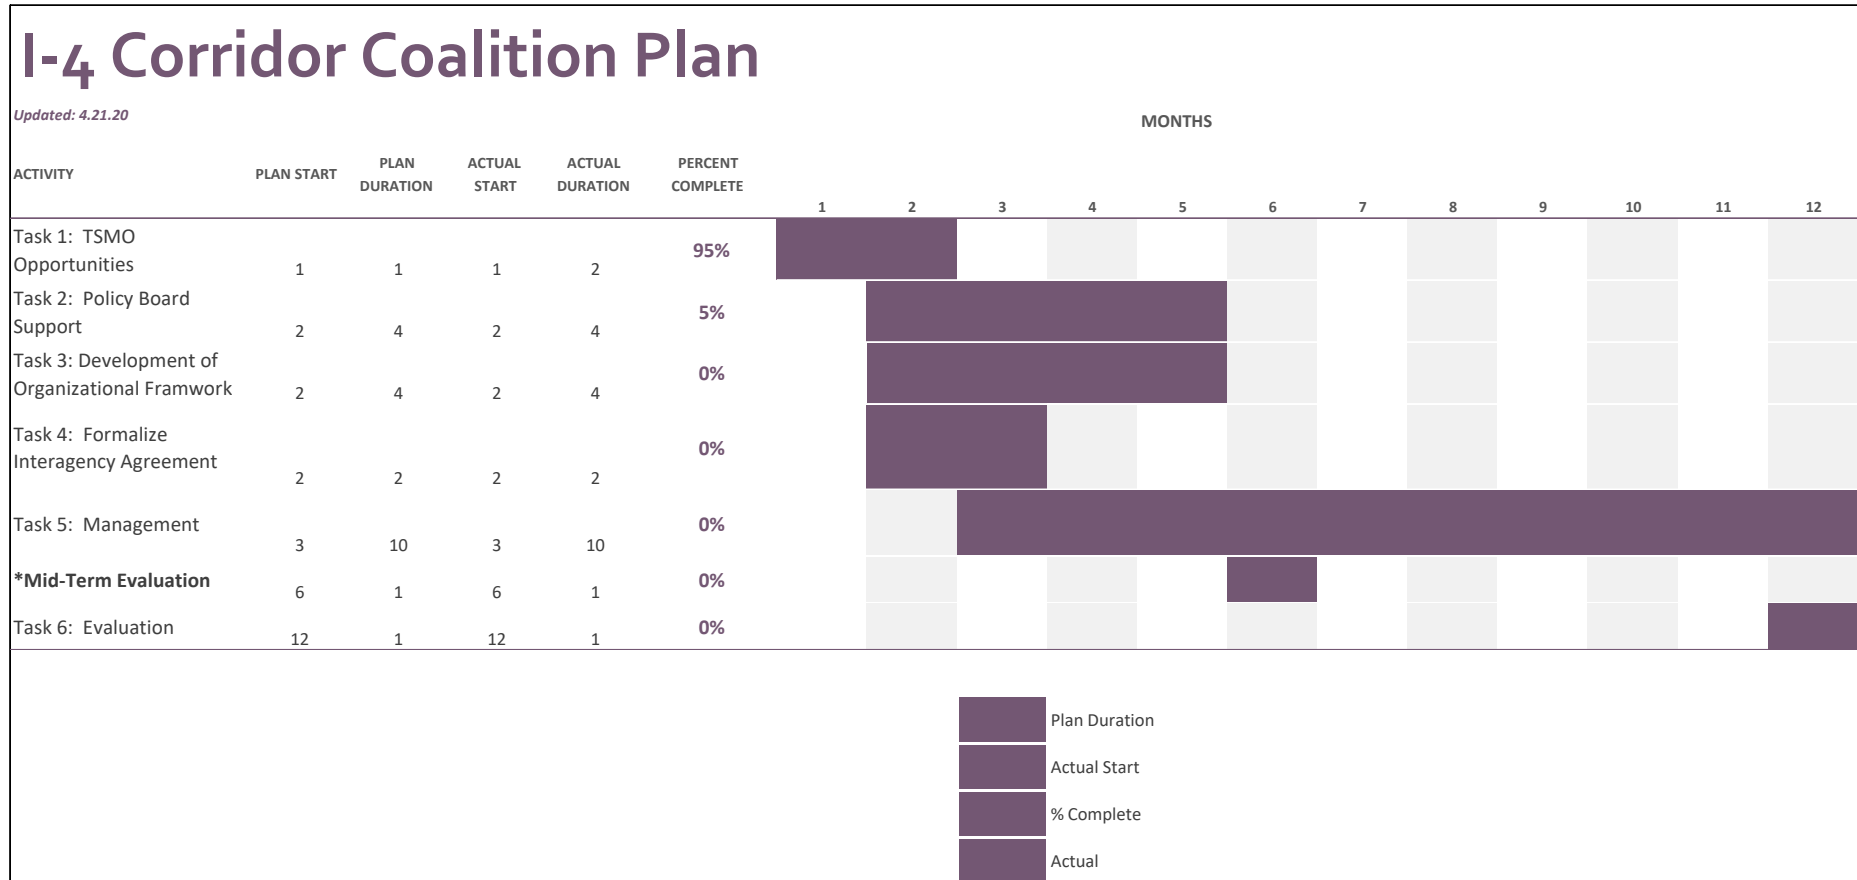 I-4 Corridor Coalition Plan
Updated: 4.21.20
MONTHS
ACTIVITY PLAN START PLAN DURATION ACTUAL START ACTUAL DURATION PERCENT COMPLETE
1 2 3 4 5 6 7 8 9 10 11 12
Task 1: TSMO
Opportunities 1 1 1 2 95%
Task 2: Policy Board
Support 2 4 2 4 5%
Task 3: Development of
Organizational Framwork 2 4 2 4 0%
Task 4: Formalize
Interagency Agreement 2 2 2 2 0%
Task 5: Management 3 10 3 10 0%
*Mid-Term Evaluation 6 1 6 1 0%
Task 6: Evaluation 12 1 12 1 0%
Plan Duration
Actual Start
% Complete
Actual